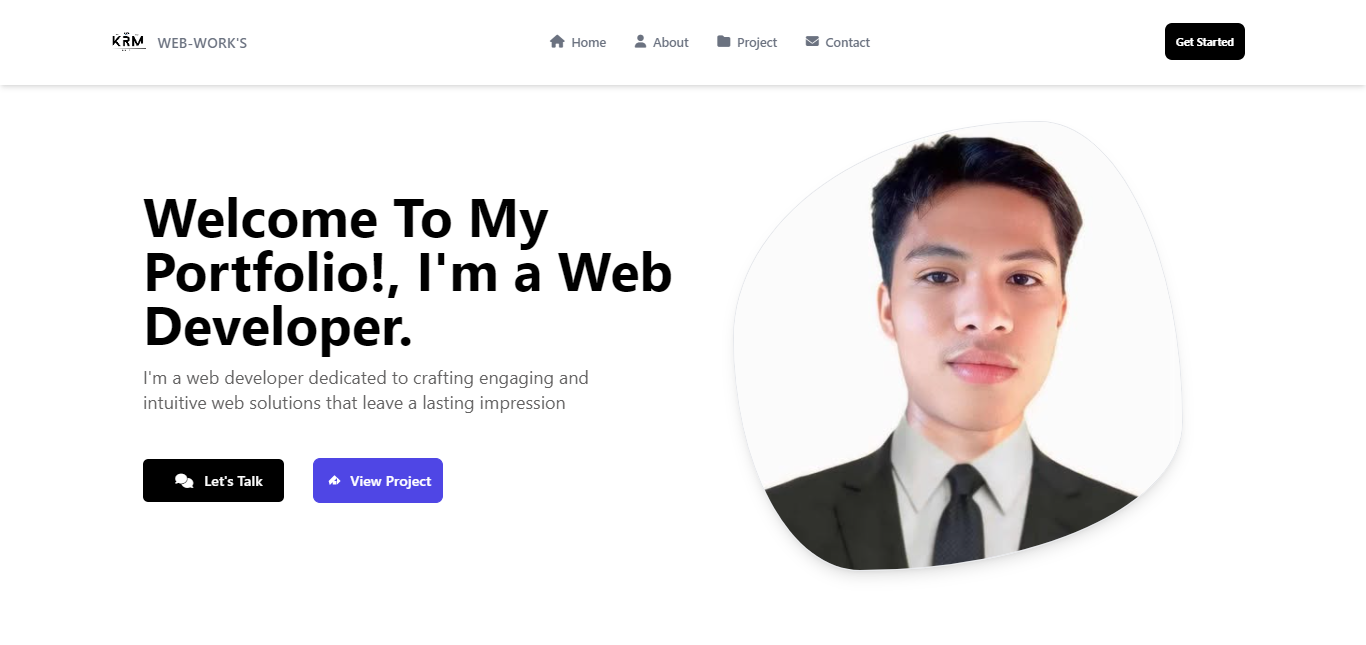 KRM WEB-WORK'S
Home About Project Contact
Get Started
Welcome To My
Portfolio!, I'm a Web
Developer.
I'm a web developer dedicated to crafting engaging and
intuitive web solutions that leave a lasting impression
Let's Talk
View Project